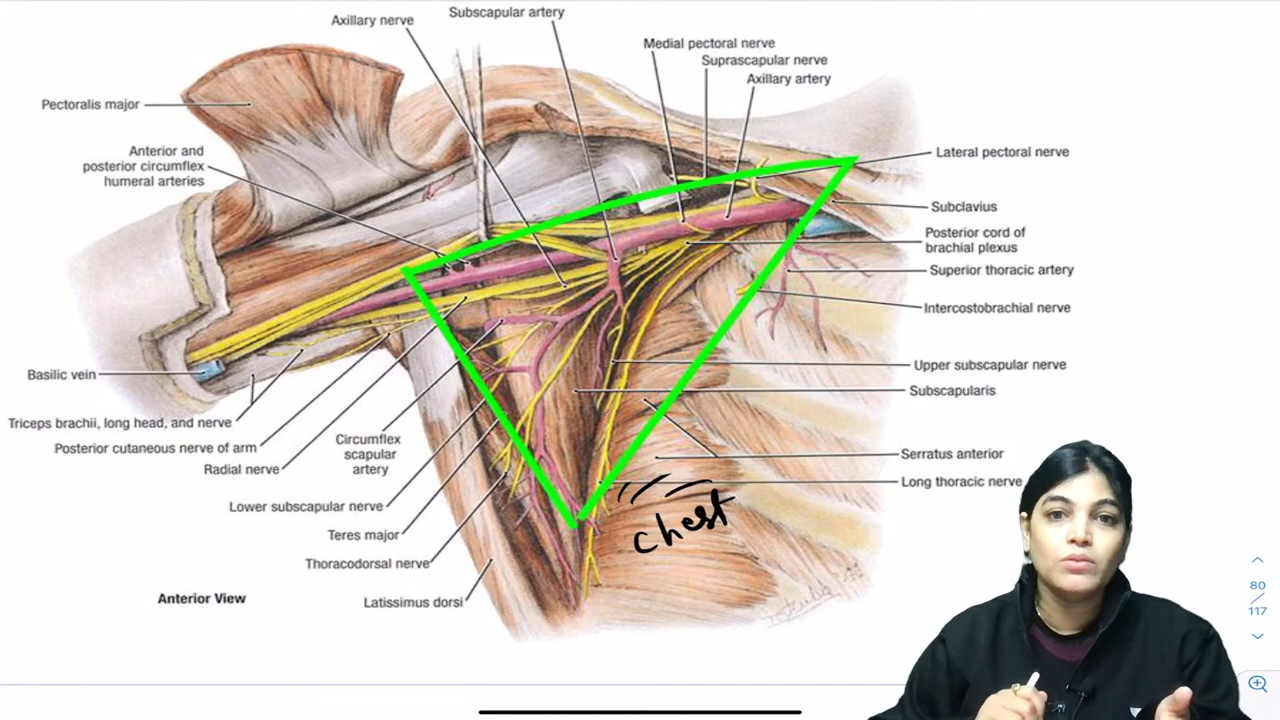 Axillary nerve
Subscapular artery
Medial pectoral nerve
Suprascapular nerve
Axillary artery
Pectoralis major
Anterior and
posterior circumflex
humeral arteries
Lateral pectoral nerve
Subclavius
Posterior cord of
brachial plexus
Superior thoracic artery
Intercostobrachial nerve
Upper subscapular nerve
Subscapularis
Serratus anterior
Long thoracic nerve
Basilic vein
Triceps brachii, long head, and nerve
Posterior cutaneous nerve of arm
Radial nerve
Circumflex
scapular
artery
Lower subscapular nerve
Teres major
Thoracodorsal nerve
Latissimus dorsi
Anterior View
chest
80
/
117